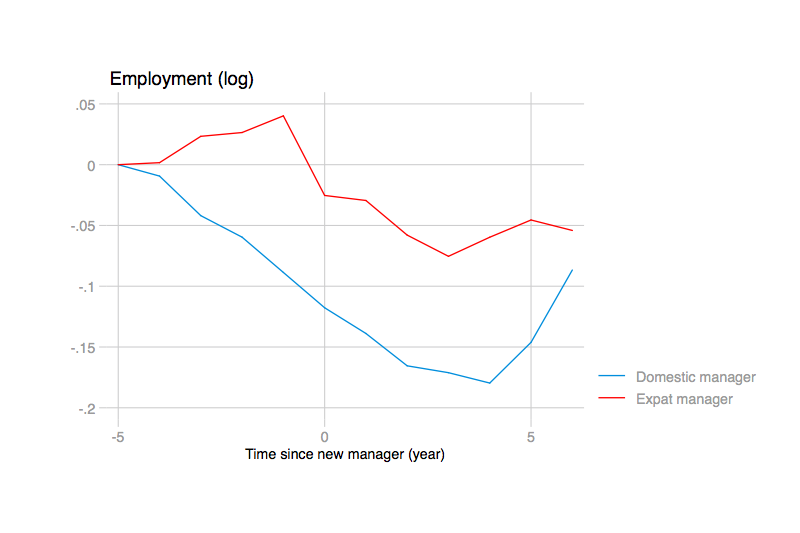 Employment (log)
.05
0
-.05
-.1
-.15
-.2
-5
0
5
Time since new manager (year)
Domestic manager
Expat manager